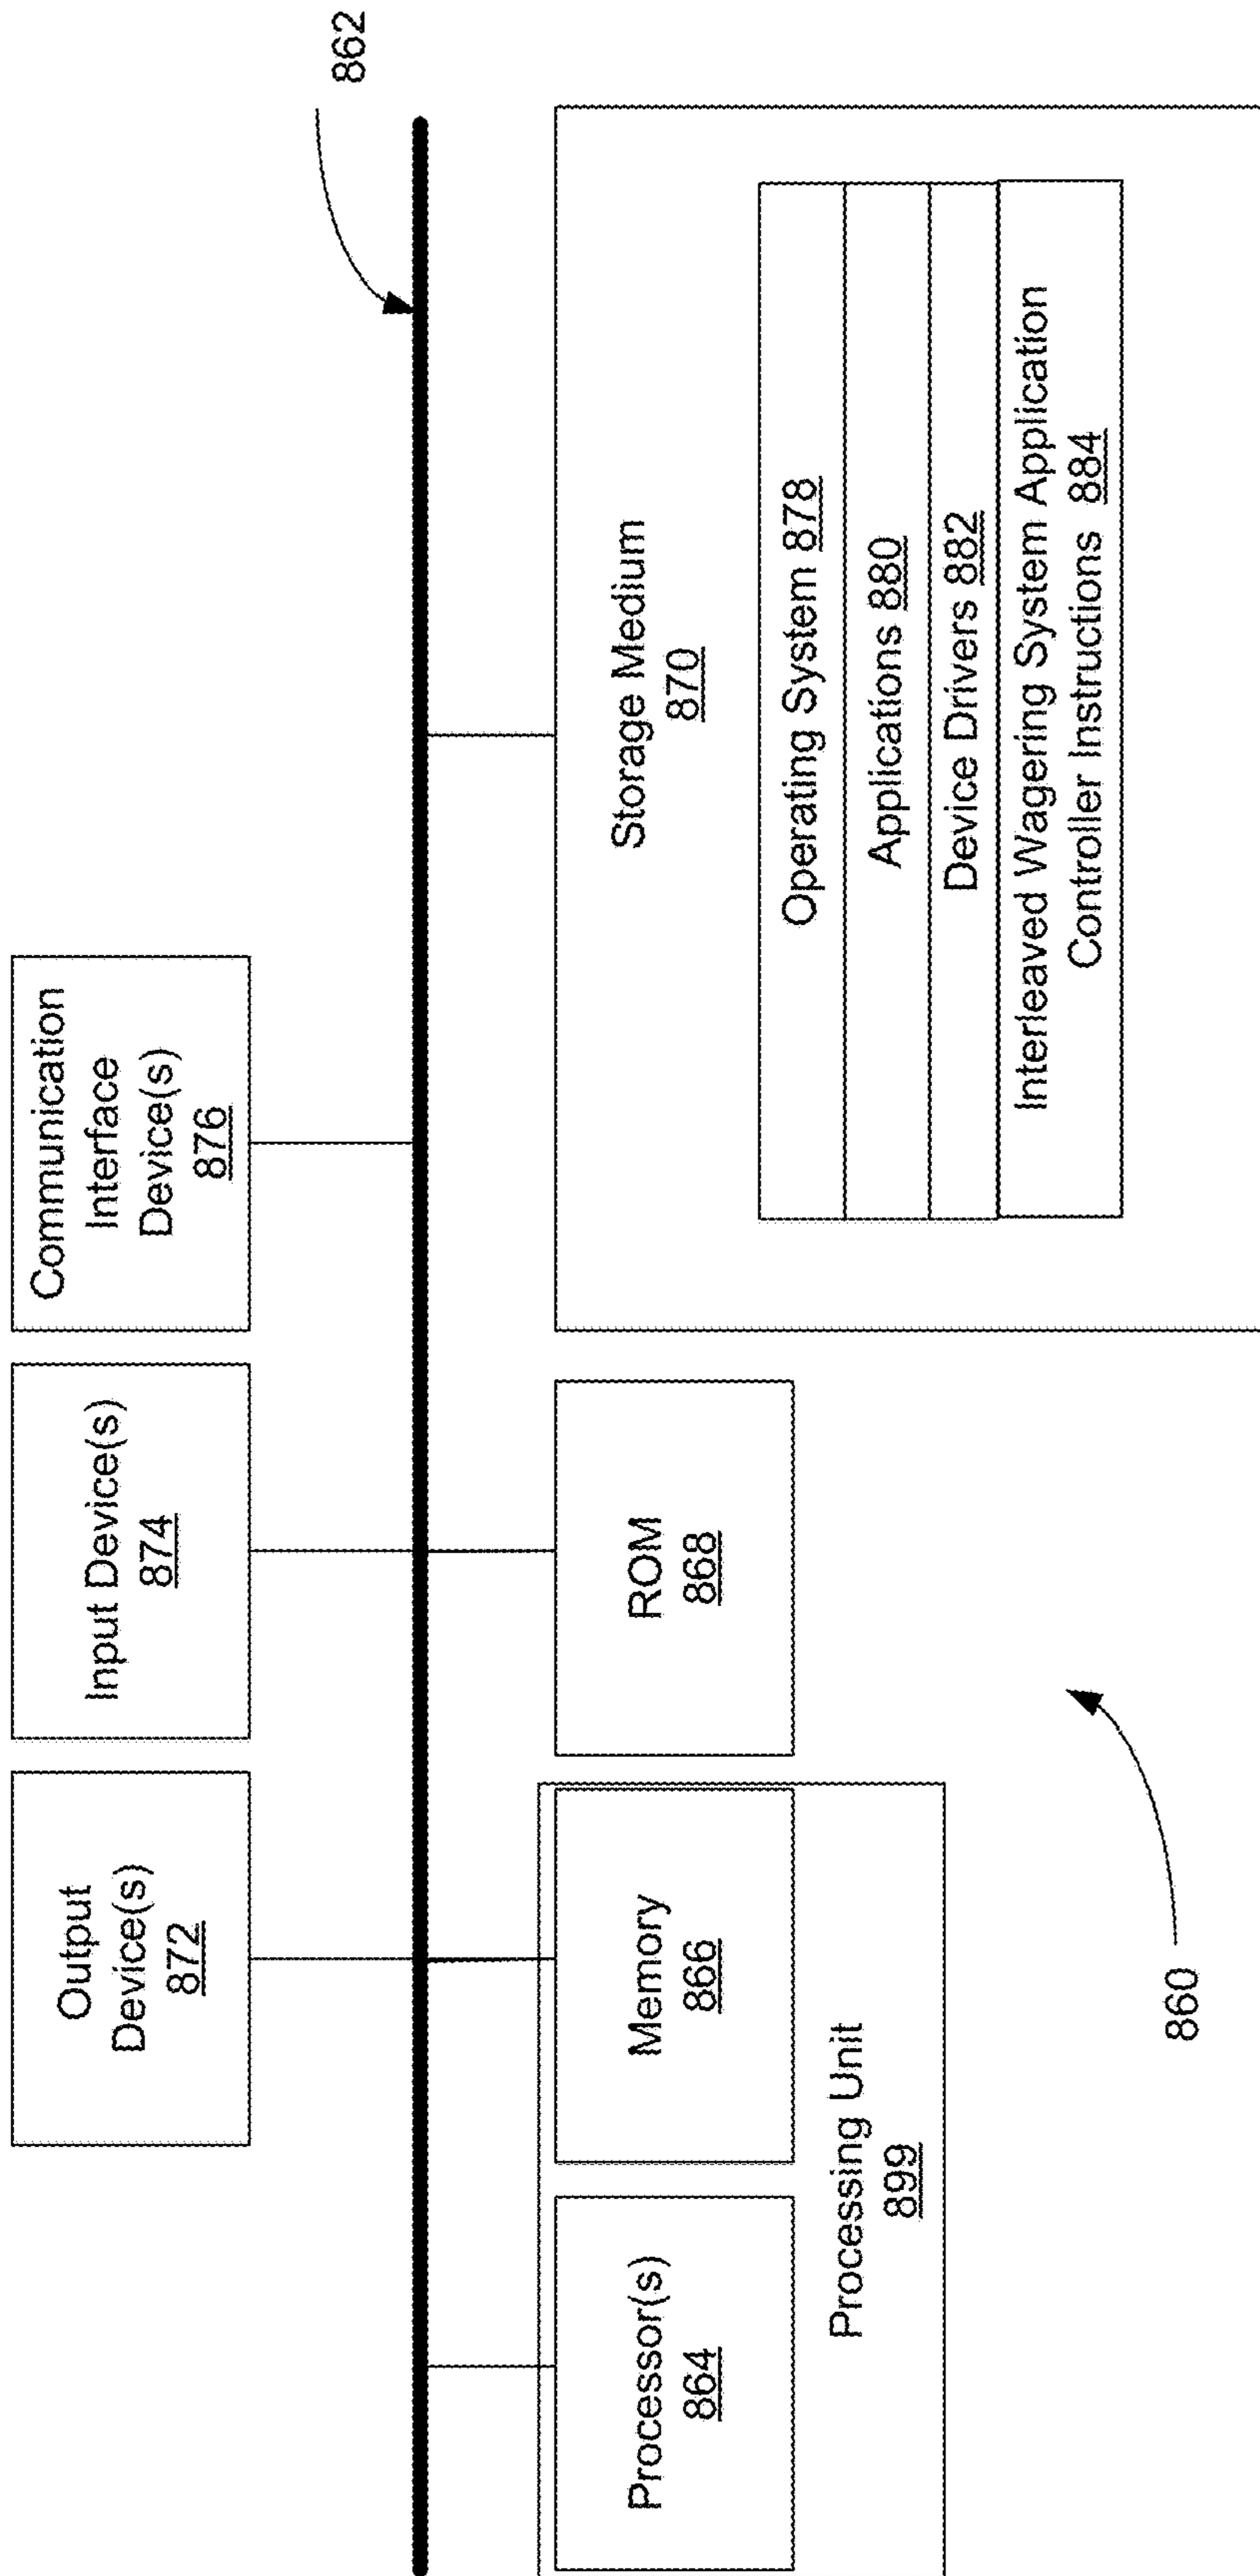 862
Output
Device(s)
872
Input Device(s)
874
Communication
Interface
Device(s)
876
Processor(s)
864
Memory
866
Processing Unit
899
ROM
868
Storage Medium
870
Operating System 878
Applications 880
Device Drivers 882
Interleaved Wagering System Application
Controller Instructions 884
860